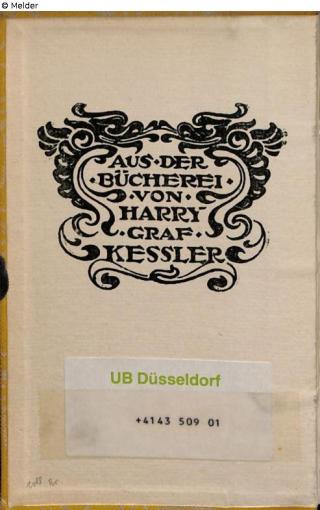 © Melder
AUS·DER
·BÜCHEREI·
·VON·
HARRY
·GRAF·
KESSLER
UB Düsseldorf
+4143 509 01